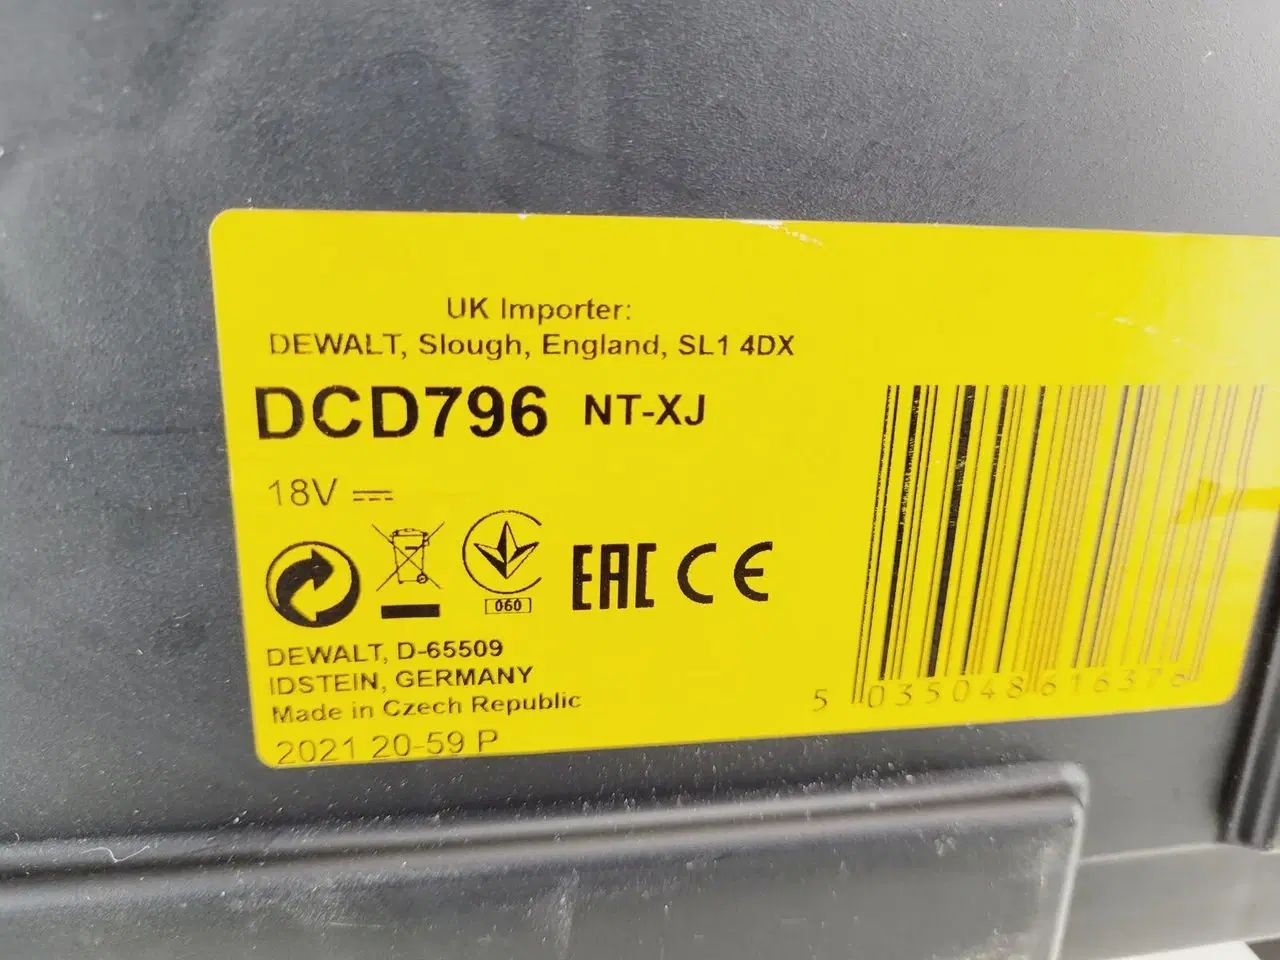 UK Importer:
DEWALT, Slough, England, SL1 4DX
DCD796 NT-XJ
18V
060
EAC CE
DEWALT, D-65509
IDSTEIN, GERMANY
Made in Czech Republic
2021 20-59 P
5 035048 616376